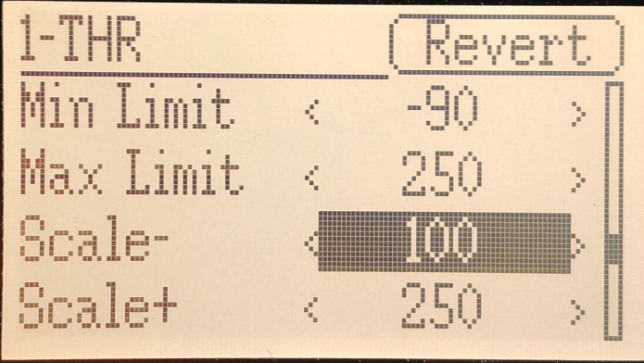 1-THR Revert
Min Limit < -90 >
Max Limit < 250 >
Scale- < 100 >
Scale+ < 250 >